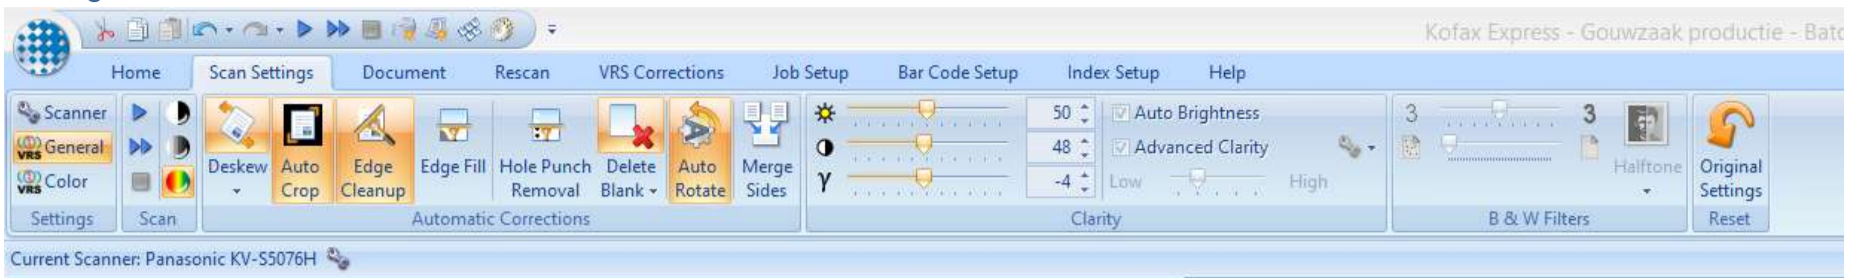 Kofax Express - Gouwzaak productie - Batc
Home Scan Settings Document Rescan VRS Corrections Job Setup Bar Code Setup Index Setup Help
Scanner
VRS General
VRS Color
Settings
Scan
Deskew
Auto Crop
Edge Cleanup
Edge Fill
Hole Punch Removal
Delete Blank
Auto Rotate
Merge Sides
Automatic Corrections
50 Auto Brightness
48 Advanced Clarity
γ -4 Low High
Clarity
3 3
Halftone
B & W Filters
Original Settings
Reset
Current Scanner: Panasonic KV-S5076H